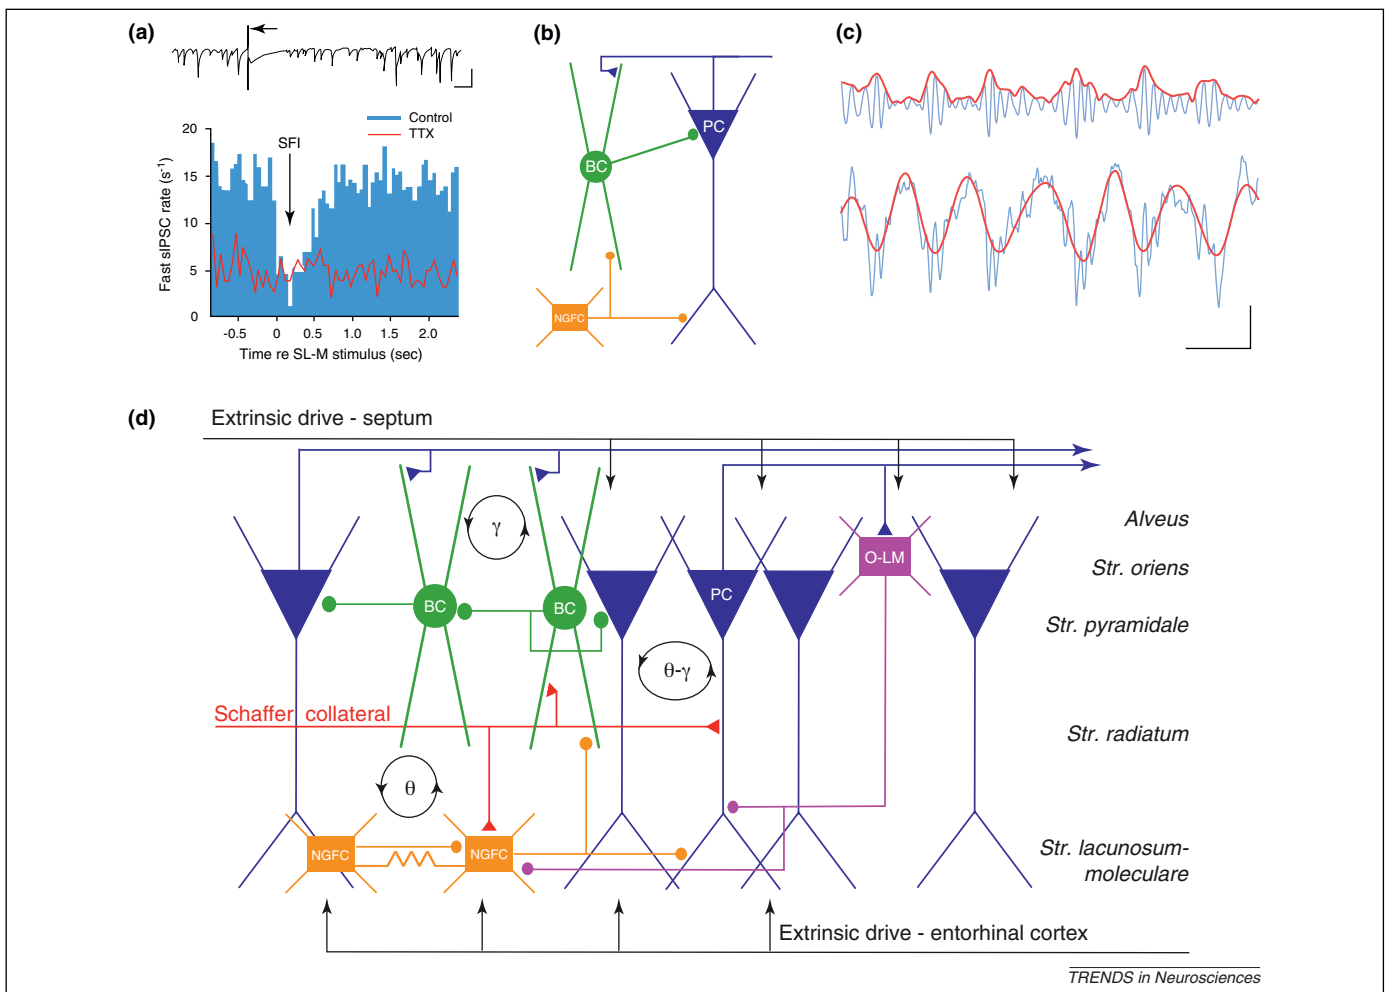 (a)
Control
TTX
SFI
20
15
10
5
0
Fast sIPSC rate (s⁻¹)
-0.5
0
0.5
1.0
1.5
2.0
Time re SL-M stimulus (sec)
(b)
PC
BC
NGFC
(c)
(d)
Extrinsic drive - septum
γ
Alveus
O-LM
Str. oriens
BC
BC
PC
Str. pyramidale
θ-γ
Schaffer collateral
Str. radiatum
θ
NGFC
NGFC
Str. lacunosum-
moleculare
Extrinsic drive - entorhinal cortex
TRENDS in Neurosciences